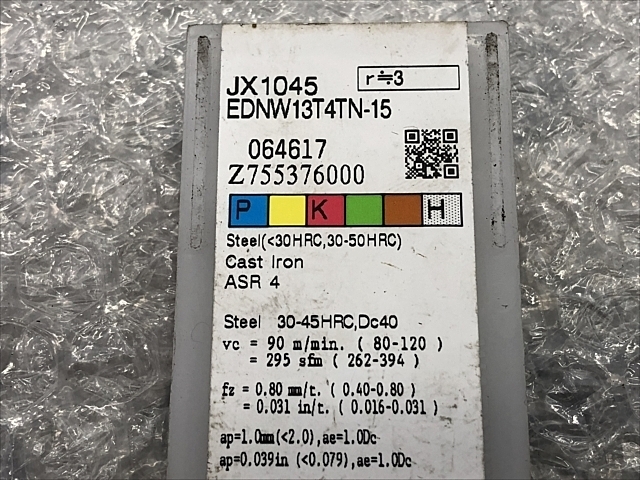 r≒3
JX1045
EDNW13T4TN-15
064617
Z755376000
P K H
Steel(<30HRC,30-50HRC)
Cast Iron
ASR 4
Steel 30-45HRC,Dc40
vc = 90 m/min. ( 80-120 )
= 295 sfm ( 262-394 )
fz = 0.80 mm/t. ( 0.40-0.80 )
= 0.031 in/t. ( 0.016-0.031 )
ap=1.0mm(<2.0),ae=1.0Dc
ap=0.039in (<0.079),ae=1.0Dc